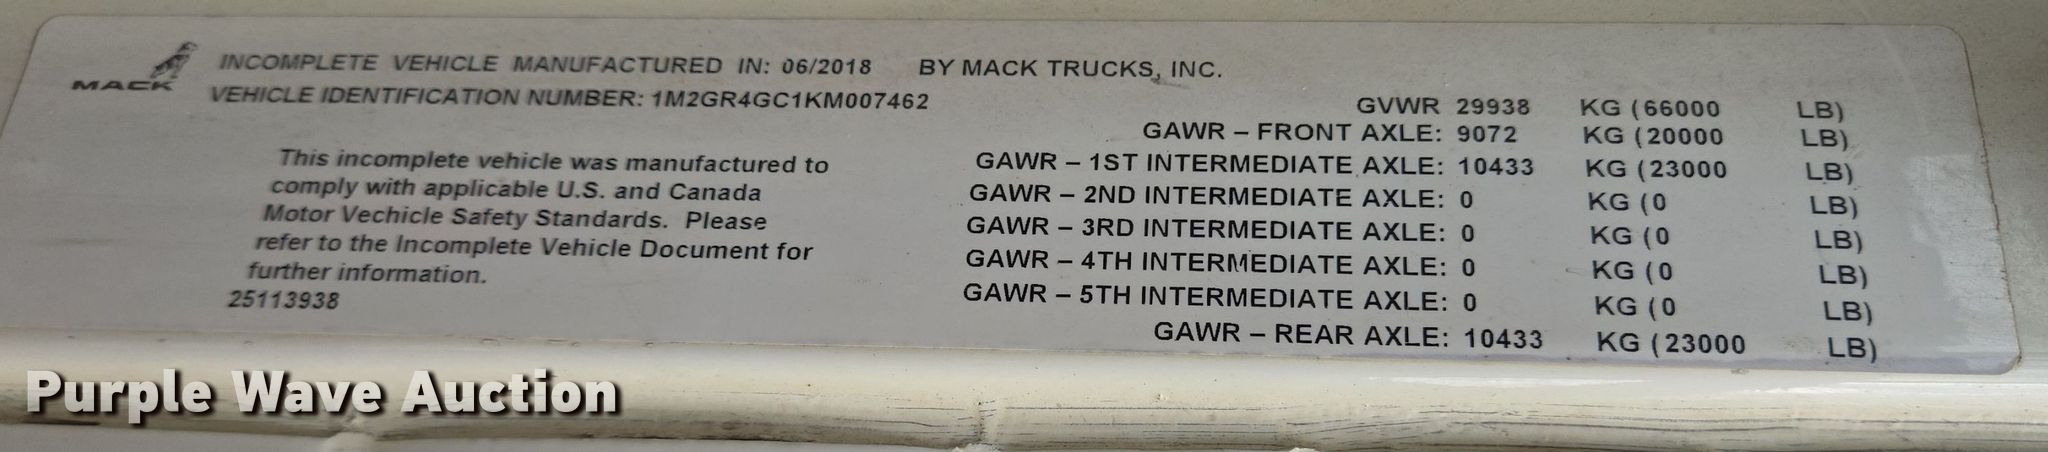 MACK
INCOMPLETE VEHICLE MANUFACTURED IN: 06/2018 BY MACK TRUCKS, INC.
VEHICLE IDENTIFICATION NUMBER: 1M2GR4GC1KM007462
This incomplete vehicle was manufactured to
comply with applicable U.S. and Canada
Motor Vechicle Safety Standards. Please
refer to the Incomplete Vehicle Document for
further information.
25113938
GVWR 29938 KG (66000 LB)
GAWR – FRONT AXLE: 9072 KG (20000 LB)
GAWR – 1ST INTERMEDIATE AXLE: 10433 KG (23000 LB)
GAWR – 2ND INTERMEDIATE AXLE: 0 KG (0 LB)
GAWR – 3RD INTERMEDIATE AXLE: 0 KG (0 LB)
GAWR – 4TH INTERMEDIATE AXLE: 0 KG (0 LB)
GAWR – 5TH INTERMEDIATE AXLE: 0 KG (0 LB)
GAWR – REAR AXLE: 10433 KG (23000 LB)
Purple Wave Auction